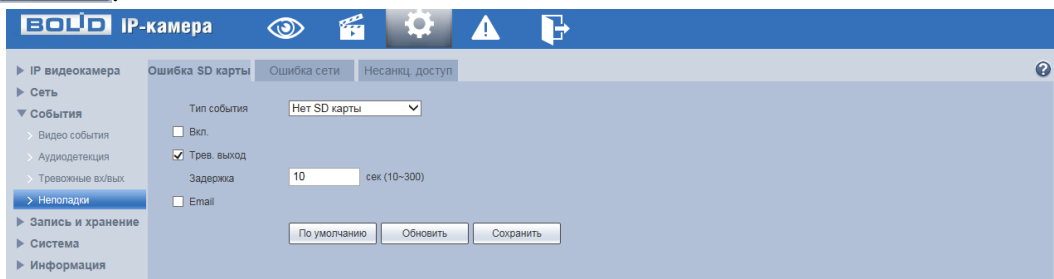 BOLID IP-камера
IP видеокамера
Сеть
События
Видео события
Аудиодетекция
Тревожные вх/вых
Неполадки
Запись и хранение
Система
Информация
Ошибка SD карты Ошибка сети Несанкц. доступ
Тип события Нет SD карты
Вкл.
Трев. выход
Задержка 10 сек (10~300)
Email
По умолчанию Обновить Сохранить